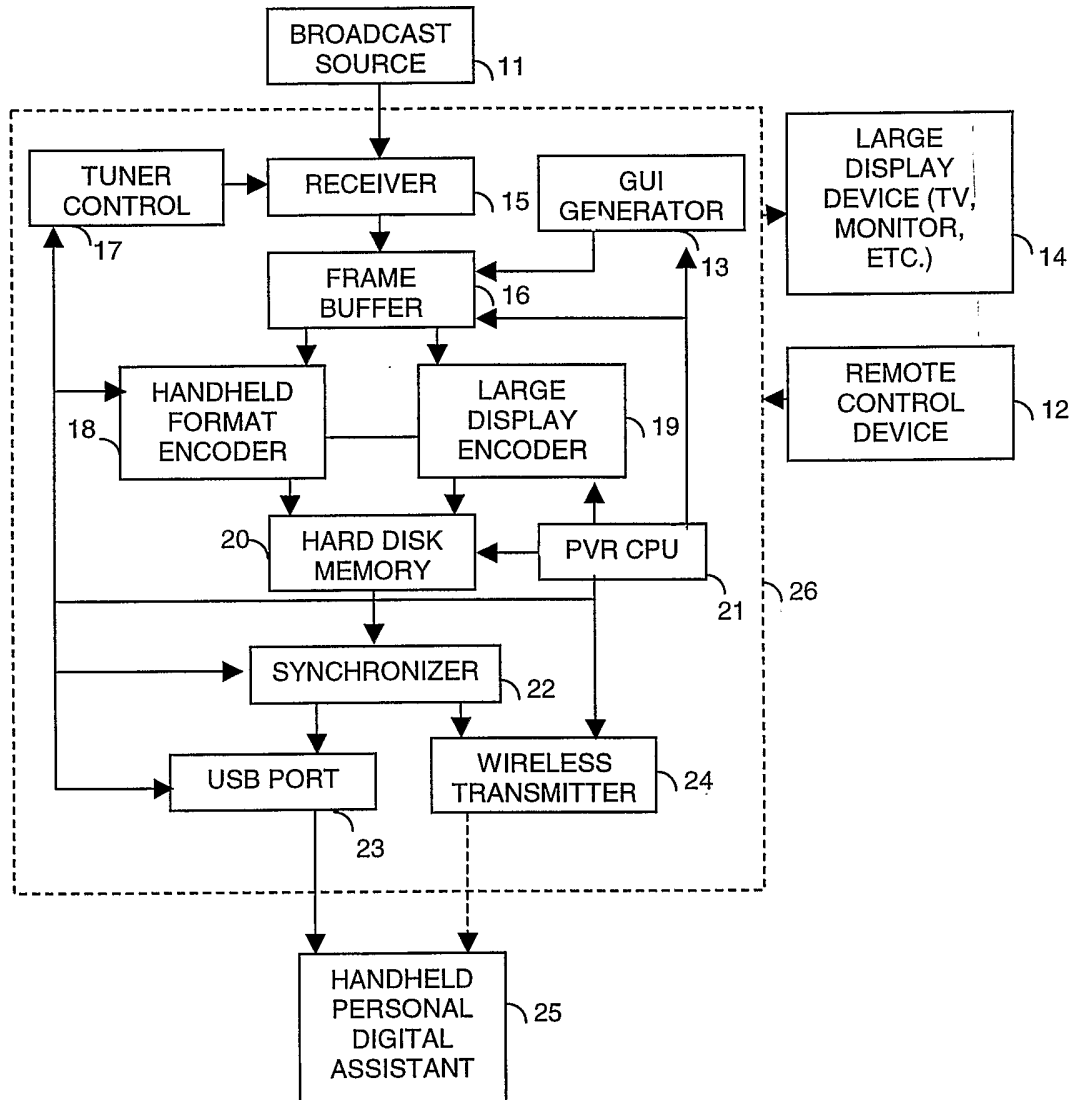 BROADCAST
SOURCE
11
TUNER
CONTROL
17
RECEIVER
15
GUI
GENERATOR
13
LARGE
DISPLAY
DEVICE (TV,
MONITOR,
ETC.)
14
FRAME
BUFFER
16
HANDHELD
FORMAT
ENCODER
18
LARGE
DISPLAY
ENCODER
19
REMOTE
CONTROL
DEVICE
12
20
HARD DISK
MEMORY
PVR CPU
21
26
SYNCHRONIZER
22
USB PORT
23
WIRELESS
TRANSMITTER
24
HANDHELD
PERSONAL
DIGITAL
ASSISTANT
25